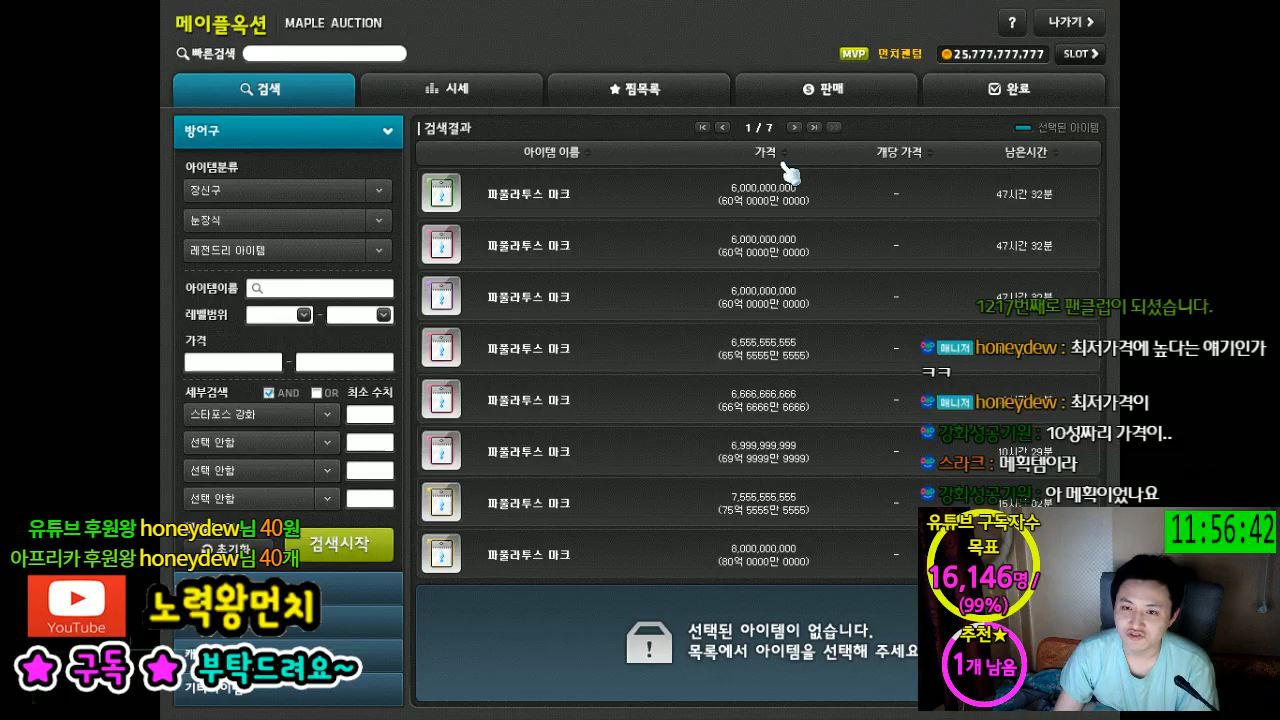 메이플옥션 MAPLE AUCTION
? 나가기
빠른검색
MVP 먼치퀀텀 25,777,777,777 SLOT
검색 시세 찜목록 판매 완료
방어구
아이템분류
장신구
눈장식
레전드리 아이템
아이템이름
레벨범위 -
가격
-
세부검색 AND OR 최소 수치
스타포스 강화
선택 안함
선택 안함
선택 안함
초기화 검색시작
검색결과 1 / 7 선택된 아이템
아이템 이름 가격 개당 가격 남은시간
파풀라투스 마크 6,000,000,000 - 47시간 32분
(60억 0000만 0000)
파풀라투스 마크 6,000,000,000 - 47시간 32분
(60억 0000만 0000)
파풀라투스 마크 6,000,000,000 - 47시간 32분
(60억 0000만 0000)
파풀라투스 마크 6,555,555,555 -
(65억 5555만 5555)
파풀라투스 마크 6,666,666,666 -
(66억 6666만 6666)
파풀라투스 마크 6,999,999,999 - 10시간 29분
(69억 9999만 9999)
파풀라투스 마크 7,555,555,555 -
(75억 5555만 5555)
파풀라투스 마크 8,000,000,000 -
(80억 0000만 0000)
선택된 아이템이 없습니다.
목록에서 아이템을 선택해 주세요
1217번째로 팬클럽이 되셨습니다.
매니저 honeydew : 최저가격에 높다는 얘기인가
ㅋㅋ
매니저 honeydew : 최저가격이
강화성공기원 : 10성짜리 가격이..
스라크 : 메획템이라
강화성공기원 : 아 메획이었나요
유튜브 후원왕 honeydew님 40원
아프리카 후원왕 honeydew님 40개
YouTube
노력왕먼치
★ 구독 ★ 부탁드려요~
유튜브 구독자수
목표
16,146명/
(99%)
추천★
1개 남음
11:56:42